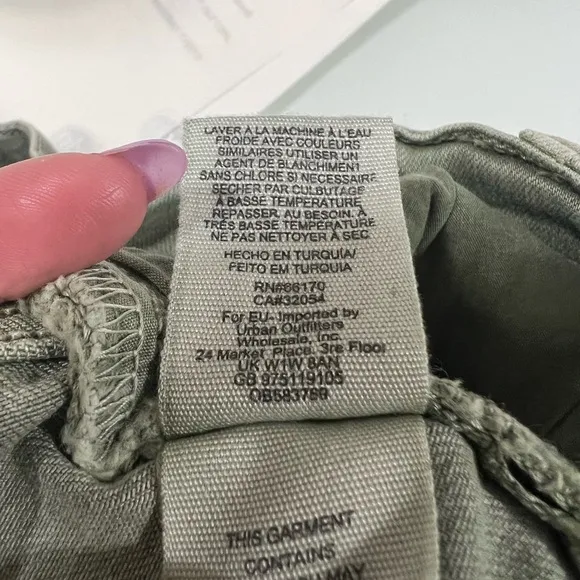 LAVER À LA MACHINE À L'EAU
FROIDE AVEC COULEURS
SIMILAIRES UTILISER UN
AGENT DE BLANCHIMENT
SANS CHLORE SI NECESSAIRE
SÉCHER PAR CULBUTAGE
À BASSE TEMPÉRATURE
REPASSER, AU BESOIN, À
TRÈS BASSE TEMPÉRATURE
NE PAS NETTOYER À SEC
HECHO EN TURQUIA/
FEITO EM TURQUIA
RN#66170
CA#32054
For EU- Imported by
Urban Outfitters
Wholesale, Inc.
24 Market Place, 3re Floor
UK W1W 8AN
GB 975119105
OB583789
THIS GARMENT
CONTAINS
WAY